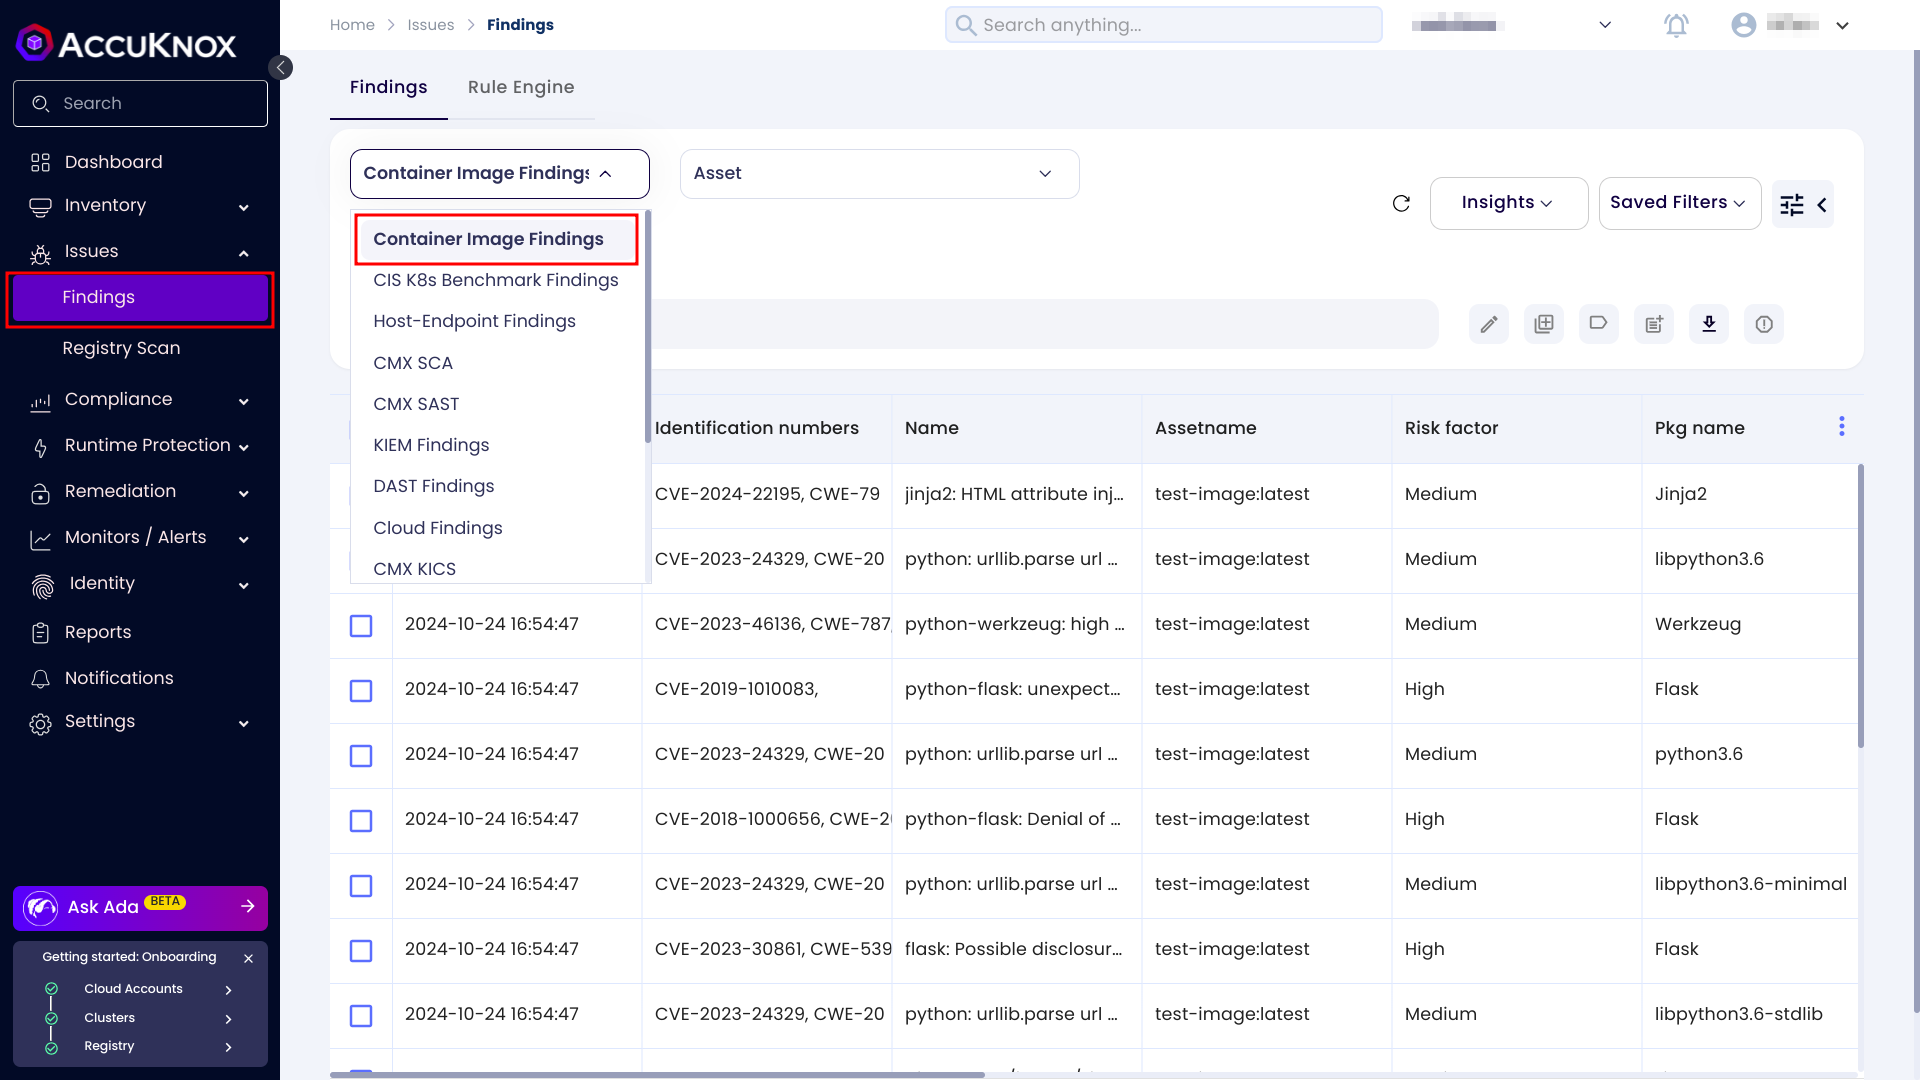 ACCUKNOX
Search
Dashboard
Inventory
Issues
Findings
Registry Scan
Compliance
Runtime Protection
Remediation
Monitors / Alerts
Identity
Reports
Notifications
Settings
Ask Ada BETA
Getting started: Onboarding
Cloud Accounts
Clusters
Registry
Home > Issues > Findings
Search anything...
Findings
Rule Engine
Container Image Findings
Asset
Insights
Saved Filters
Container Image Findings
CIS K8s Benchmark Findings
Host-Endpoint Findings
CMX SCA
CMX SAST
KIEM Findings
DAST Findings
Cloud Findings
CMX KICS
Identification numbers Name Assetname Risk factor Pkg name
CVE-2024-22195, CWE-79 jinja2: HTML attribute inj... test-image:latest Medium Jinja2
CVE-2023-24329, CWE-20 python: urllib.parse url ... test-image:latest Medium libpython3.6
2024-10-24 16:54:47 CVE-2023-46136, CWE-787, python-werkzeug: high ... test-image:latest Medium Werkzeug
2024-10-24 16:54:47 CVE-2019-1010083, python-flask: unexpect... test-image:latest High Flask
2024-10-24 16:54:47 CVE-2023-24329, CWE-20 python: urllib.parse url ... test-image:latest Medium python3.6
2024-10-24 16:54:47 CVE-2018-1000656, CWE-20 python-flask: Denial of ... test-image:latest High Flask
2024-10-24 16:54:47 CVE-2023-24329, CWE-20 python: urllib.parse url ... test-image:latest Medium libpython3.6-minimal
2024-10-24 16:54:47 CVE-2023-30861, CWE-539 flask: Possible disclosur... test-image:latest High Flask
2024-10-24 16:54:47 CVE-2023-24329, CWE-20 python: urllib.parse url ... test-image:latest Medium libpython3.6-stdlib